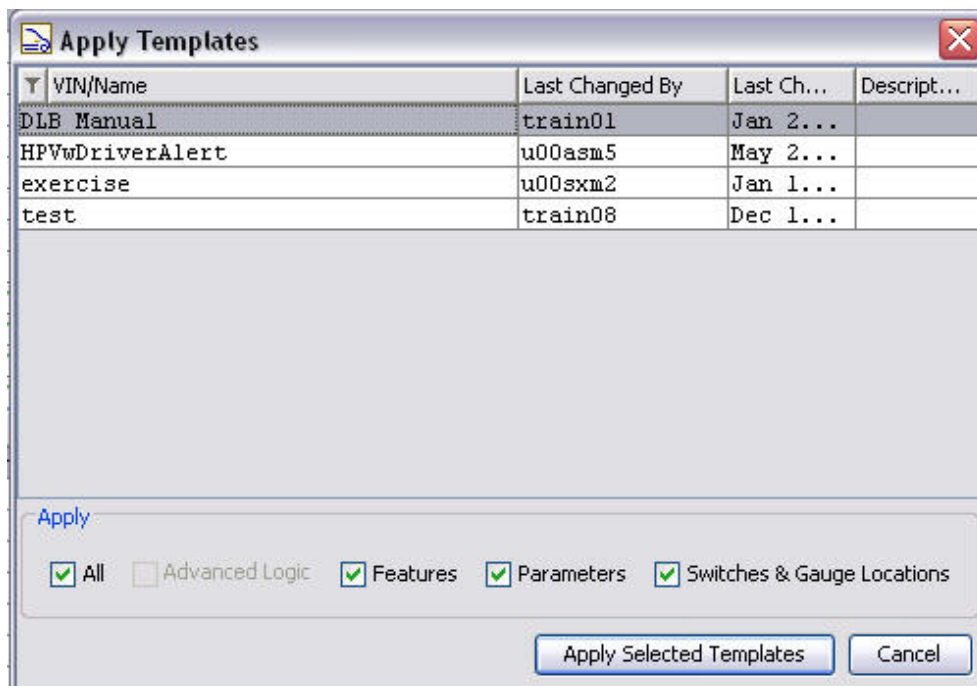 Apply Templates
VIN/Name Last Changed By Last Ch... Descript...
DLB Manual train01 Jan 2...
HPVwDriverAlert u00asm5 May 2...
exercise u00sxm2 Jan 1...
test train08 Dec 1...
Apply
All Advanced Logic Features Parameters Switches & Gauge Locations
Apply Selected Templates Cancel